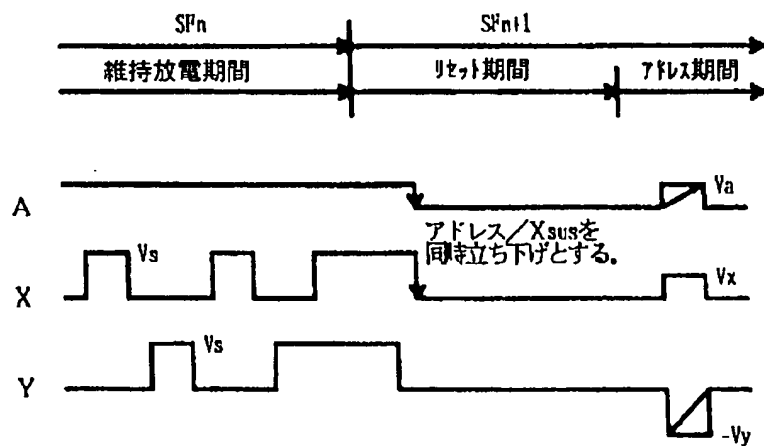 SFn
SFn+1
維持放電期間
リセット期間
アドレス期間
A
Va
アドレス/Xsusを
同時立ち下げとする。
X
Vs
Vx
Y
Vs
-Vy